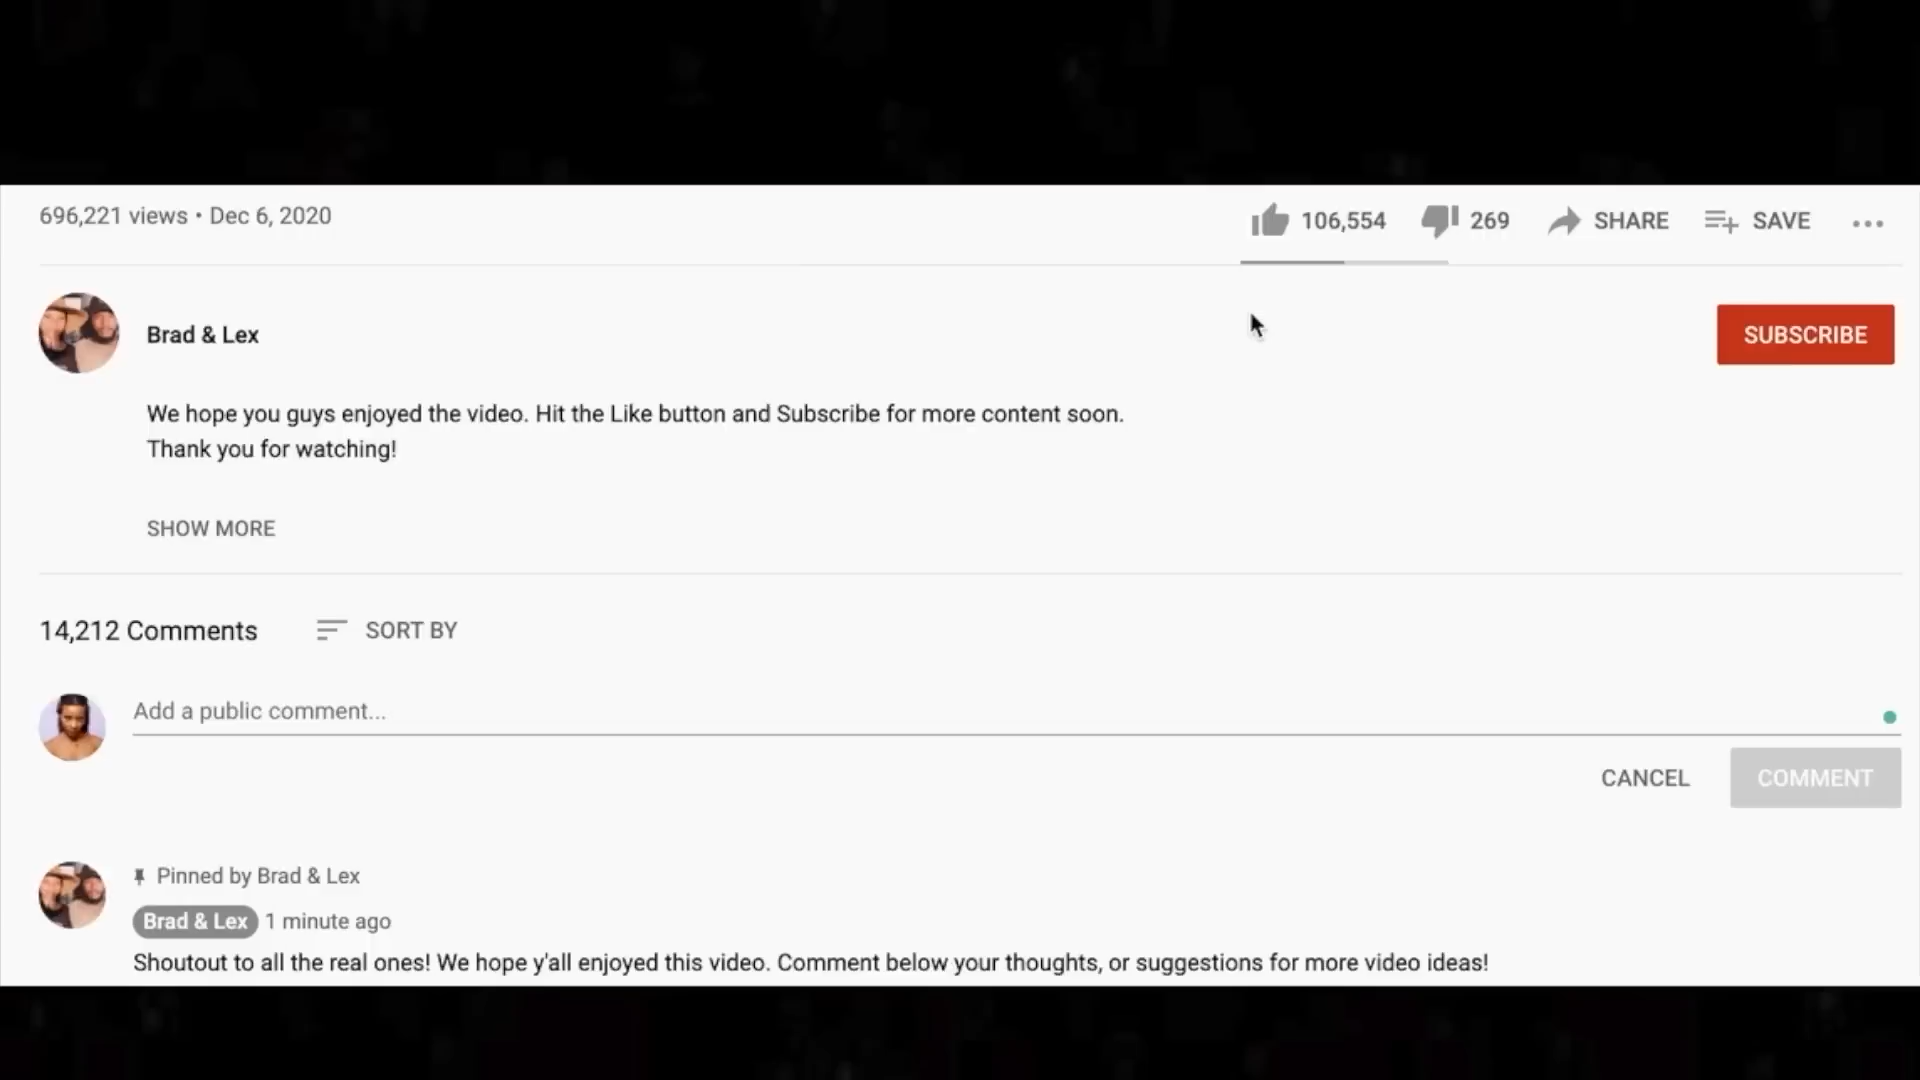 696,221 views • Dec 6, 2020
106,554
269
SHARE
SAVE
Brad & Lex
SUBSCRIBE
We hope you guys enjoyed the video. Hit the Like button and Subscribe for more content soon.
Thank you for watching!
SHOW MORE
14,212 Comments
SORT BY
Add a public comment...
CANCEL
COMMENT
Pinned by Brad & Lex
Brad & Lex 1 minute ago
Shoutout to all the real ones! We hope y'all enjoyed this video. Comment below your thoughts, or suggestions for more video ideas!